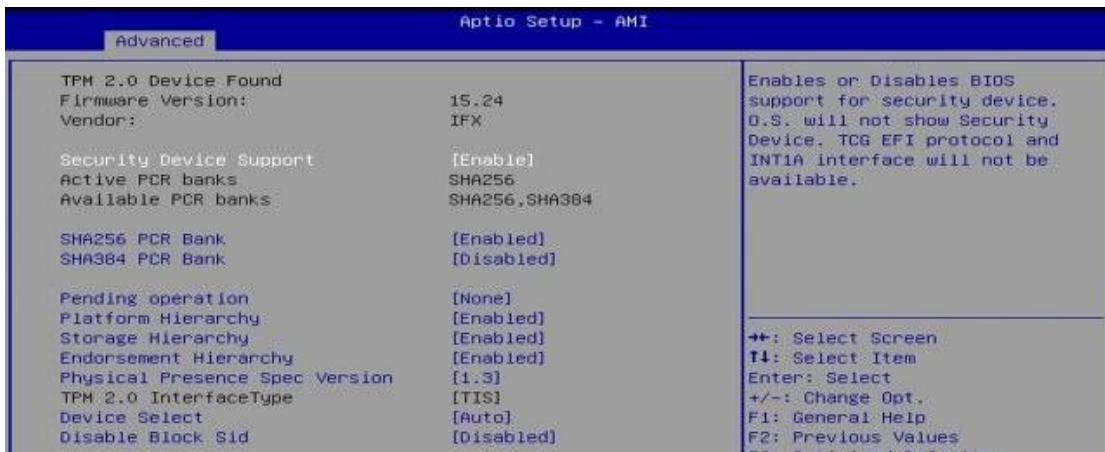 Aptio Setup - AMI
Advanced
TPM 2.0 Device Found
Firmware Version: 15.24
Vendor: IFX
Security Device Support [Enable]
Active PCR banks SHA256
Available PCR banks SHA256,SHA384
SHA256 PCR Bank [Enabled]
SHA384 PCR Bank [Disabled]
Pending operation [None]
Platform Hierarchy [Enabled]
Storage Hierarchy [Enabled]
Endorsement Hierarchy [Enabled]
Physical Presence Spec Version [1.3]
TPM 2.0 InterfaceType [TIS]
Device Select [Auto]
Disable Block Sid [Disabled]
Enables or Disables BIOS
support for security device.
O.S. will not show Security
Device. TCG EFI protocol and
INT1A interface will not be
available.
→←: Select Screen
↑↓: Select Item
Enter: Select
+/-: Change Opt.
F1: General Help
F2: Previous Values